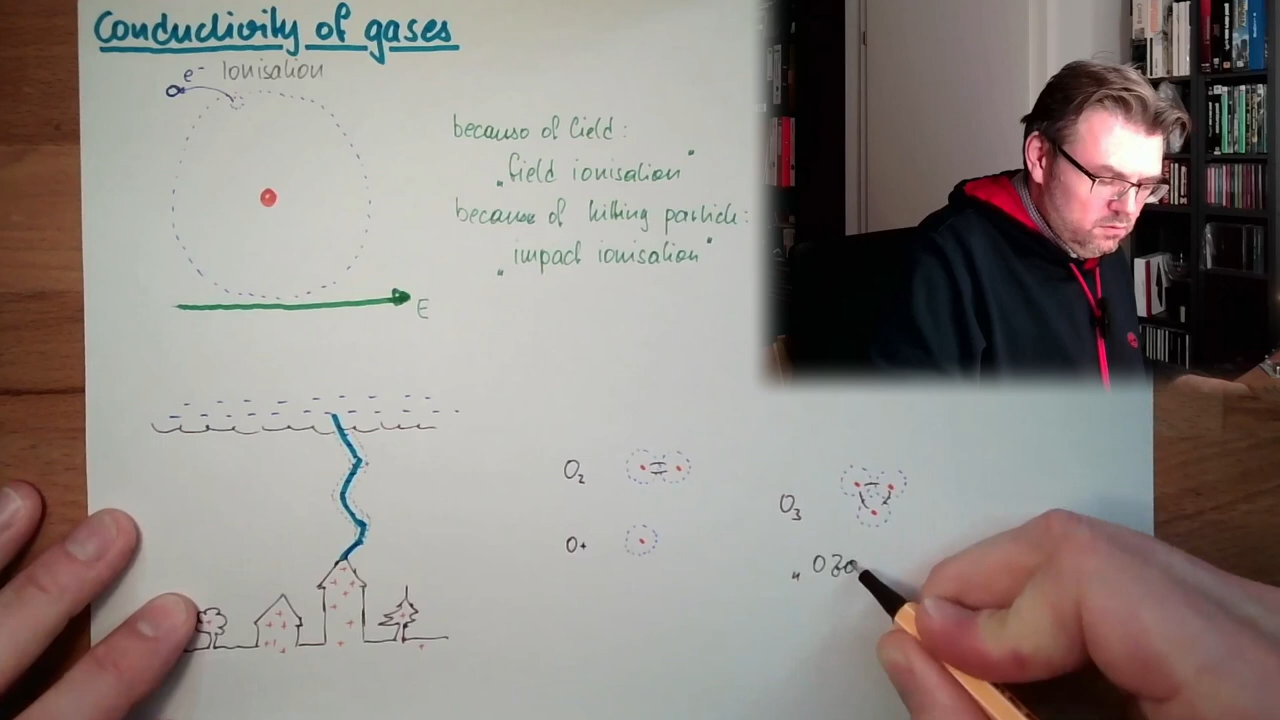 Conductivity of gases
e⁻ Ionisation
because of field:
„field ionisation"
because of hitting particle:
„impact ionisation"
E
O₂
O+
O₃
„Ozo